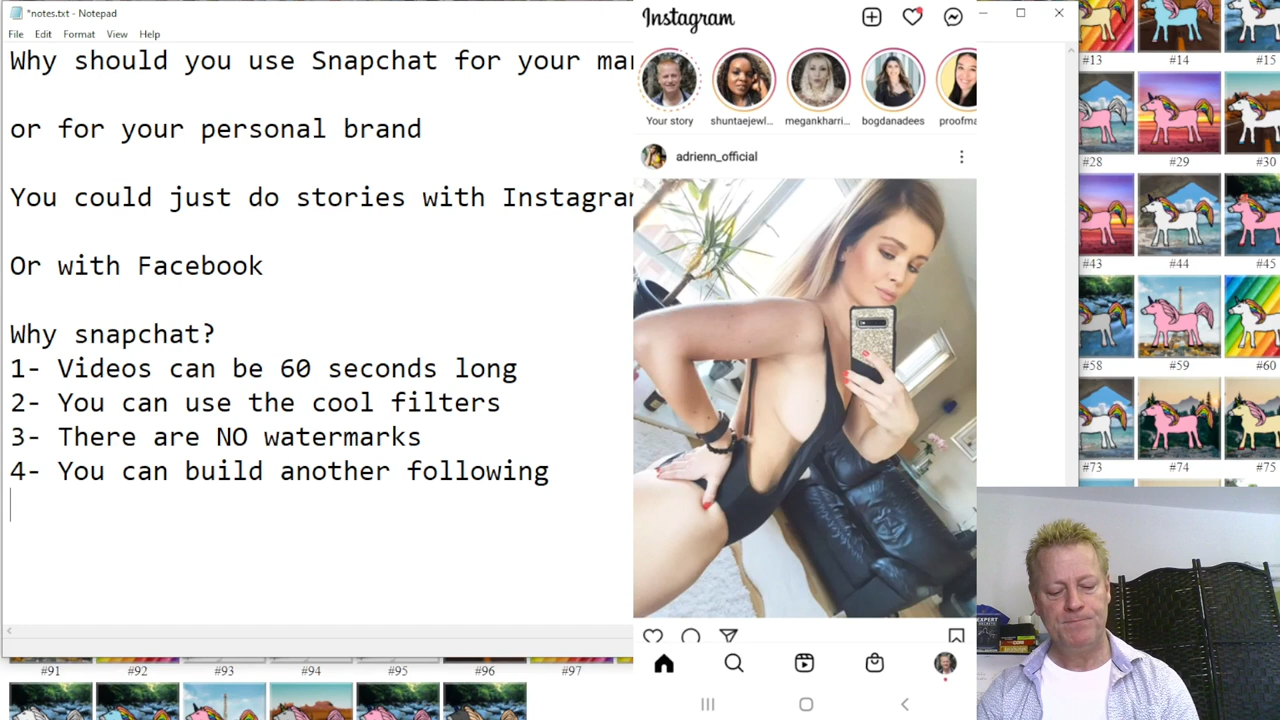 *notes.txt - Notepad
File Edit Format View Help
Why should you use Snapchat for your
or for your personal brand
You could just do stories with
Or with Facebook
Why snapchat?
1- Videos can be 60 seconds long
2- You can use the cool filters
3- There are NO watermarks
4- You can build another following
Instagram
Your story shuntaejewl... megankharri... bogdanadees proofma
adrienn_official
#13 #14 #15
#28 #29 #30
#43 #44 #45
#58 #59 #60
#73 #74 #75
#91 #92 #93 #94 #95 #96 #97
EXPERT